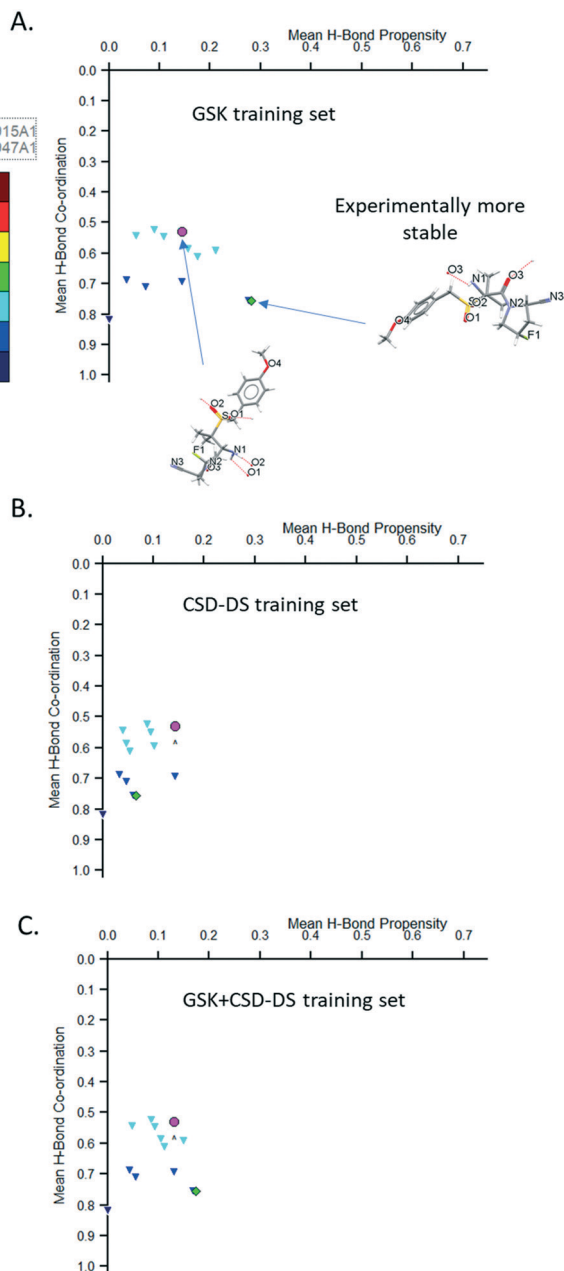 A.
Mean H-Bond Propensity
0.0 0.1 0.2 0.3 0.4 0.5 0.6 0.7
0.0
0.1
0.2
0.3
0.4
0.5
0.6
0.7
0.8
0.9
1.0
Mean H-Bond Co-ordination
GSK training set
015A1
047A1
Experimentally more
stable
O3 N1 O3
S O2 N2 N3
O4 O1 F1
O4
O2
S O1
F1 N1
N3 N2 O2
O3 O1
B.
Mean H-Bond Propensity
0.0 0.1 0.2 0.3 0.4 0.5 0.6 0.7
0.0
0.1
0.2
0.3
0.4
0.5
0.6
0.7
0.8
0.9
1.0
Mean H-Bond Co-ordination
CSD-DS training set
C.
Mean H-Bond Propensity
0.0 0.1 0.2 0.3 0.4 0.5 0.6 0.7
0.0
0.1
0.2
0.3
0.4
0.5
0.6
0.7
0.8
0.9
1.0
Mean H-Bond Co-ordination
GSK+CSD-DS training set